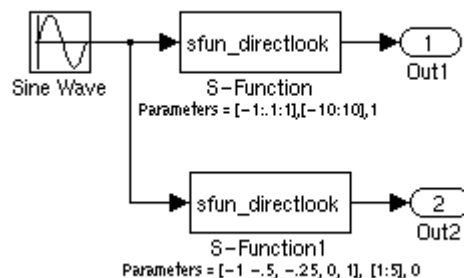 sfun_directlook
1
Sine Wave
S-Function
Out1
Parameters = [-1:.1:1],[-10:10],1
sfun_directlook
2
S-Function1
Out2
Parameters = [-1 -.5, -.25, 0, 1], [1:5], 0